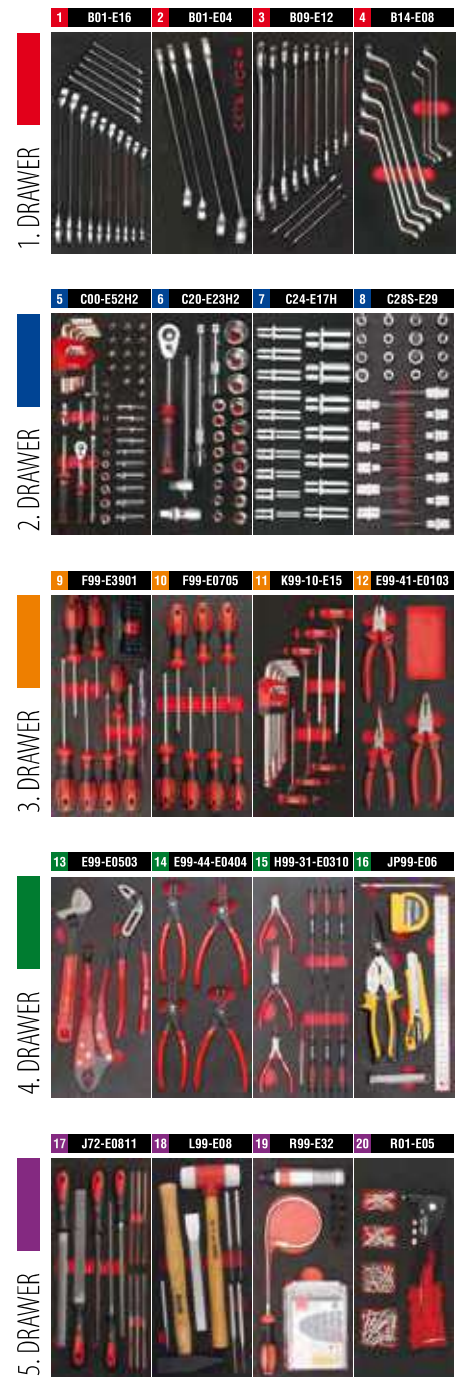 1 B01-E16 2 B01-E04 3 B09-E12 4 B14-E08
1. DRAWER
5 C00-E52H2 6 C20-E23H2 7 C24-E17H 8 C28S-E29
2. DRAWER
9 F99-E3901 10 F99-E0705 11 K99-10-E15 12 E99-41-E0103
3. DRAWER
13 E99-E0503 14 E99-44-E0404 15 H99-31-E0310 16 JP99-E06
4. DRAWER
17 J72-E0811 18 L99-E08 19 R99-E32 20 R01-E05
5. DRAWER